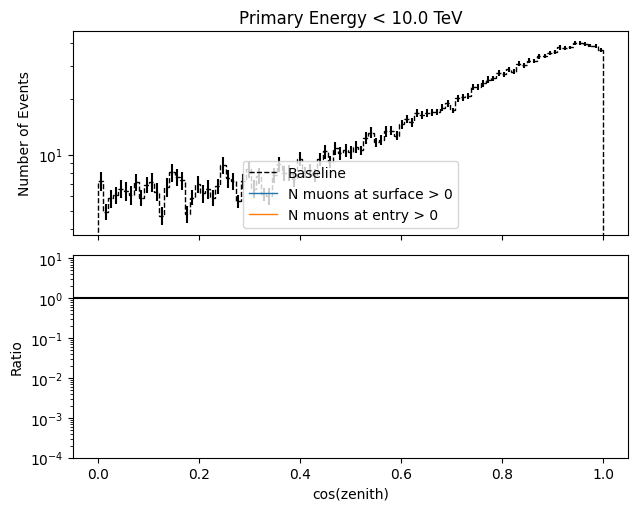 Primary Energy < 10.0 TeV
Number of Events
10¹
Baseline
N muons at surface > 0
N muons at entry > 0
Ratio
10¹
10⁰
10⁻¹
10⁻²
10⁻³
10⁻⁴
0.0 0.2 0.4 0.6 0.8 1.0
cos(zenith)